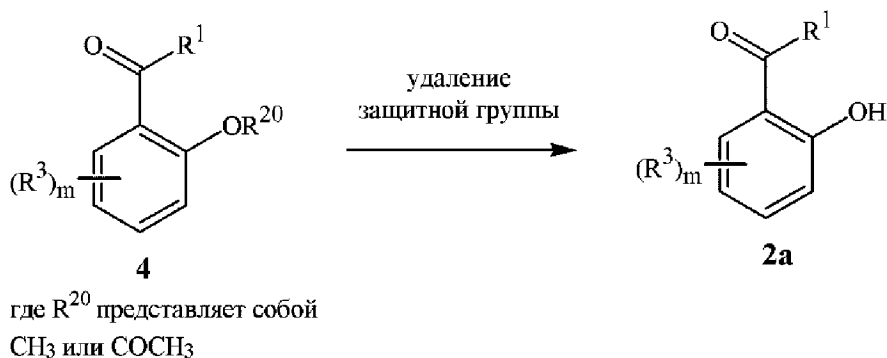 O
R¹
OR²⁰
(R³)ₘ
4
где R²⁰ представляет собой
CH₃ или COCH₃
удаление
защитной группы
O
R¹
OH
(R³)ₘ
2a